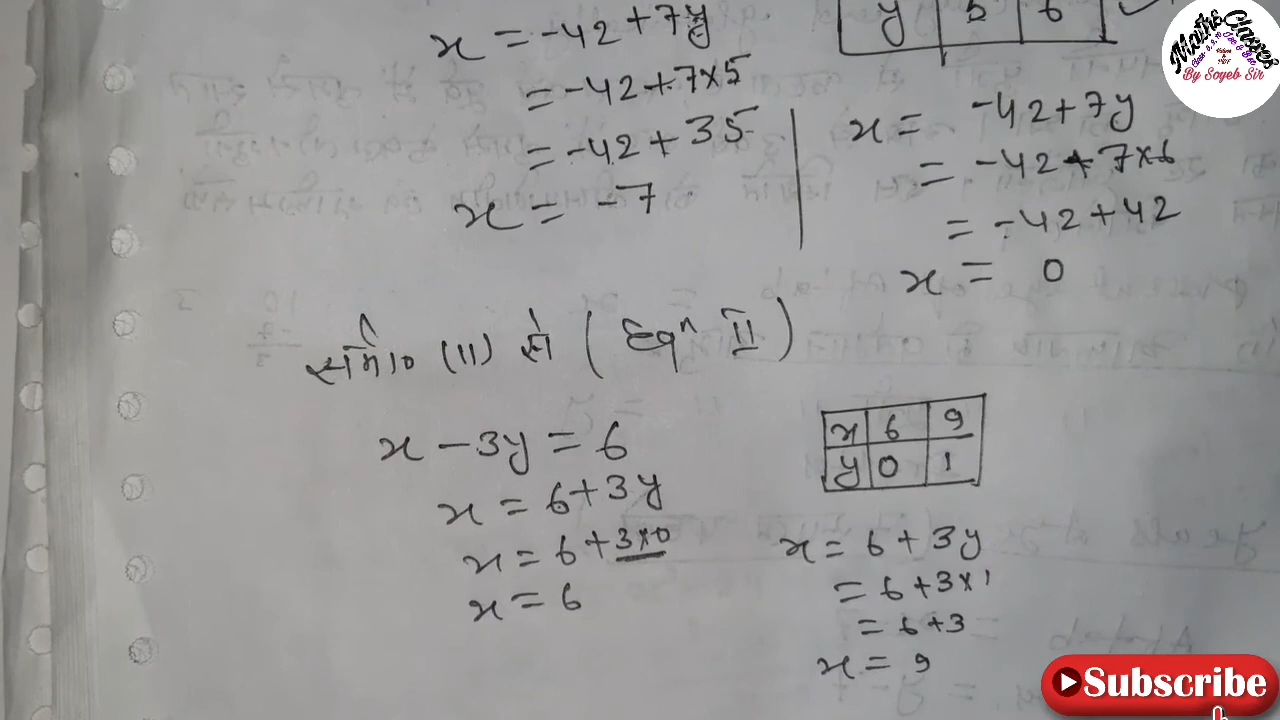 x = -42 + 7y
= -42 + 7×5
= -42 + 35
x = -7
y 5 6
x = -42 + 7y
= -42 + 7×6
= -42 + 42
x = 0
समी० (II) से (Eqⁿ II)
x - 3y = 6
x = 6 + 3y
x = 6 + 3×0
x = 6
x 6 9
y 0 1
x = 6 + 3y
= 6 + 3×1
= 6 + 3
x = 9
Maths Classes
By Soyeb Sir
Subscribe